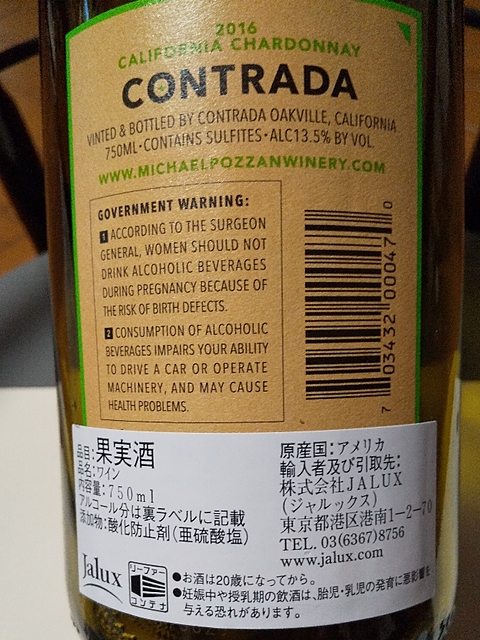 2016
CALIFORNIA CHARDONNAY
CONTRADA
VINTED & BOTTLED BY CONTRADA OAKVILLE, CALIFORNIA
750ML•CONTAINS SULFITES•ALC13.5% BY VOL.
WWW.MICHAELPOZZANWINERY.COM
GOVERNMENT WARNING:
1 ACCORDING TO THE SURGEON
GENERAL, WOMEN SHOULD NOT
DRINK ALCOHOLIC BEVERAGES
DURING PREGNANCY BECAUSE OF
THE RISK OF BIRTH DEFECTS.
2 CONSUMPTION OF ALCOHOLIC
BEVERAGES IMPAIRS YOUR ABILITY
TO DRIVE A CAR OR OPERATE
MACHINERY, AND MAY CAUSE
HEALTH PROBLEMS.
7 03432 00047 0
品目:果実酒
品名:ワイン
内容量:750ml
アルコール分は裏ラベルに記載
添加物:酸化防止剤(亜硫酸塩)
原産国:アメリカ
輸入者及び引取先:
株式会社JALUX
(ジャルックス)
東京都港区港南1-2-70
TEL. 03(6367)8756
www.jalux.com
Jalux
リーファー
コンテナ
●お酒は20歳になってから。
●妊娠中や授乳期の飲酒は、胎児・乳児の発育に悪影響を
与える恐れがあります。